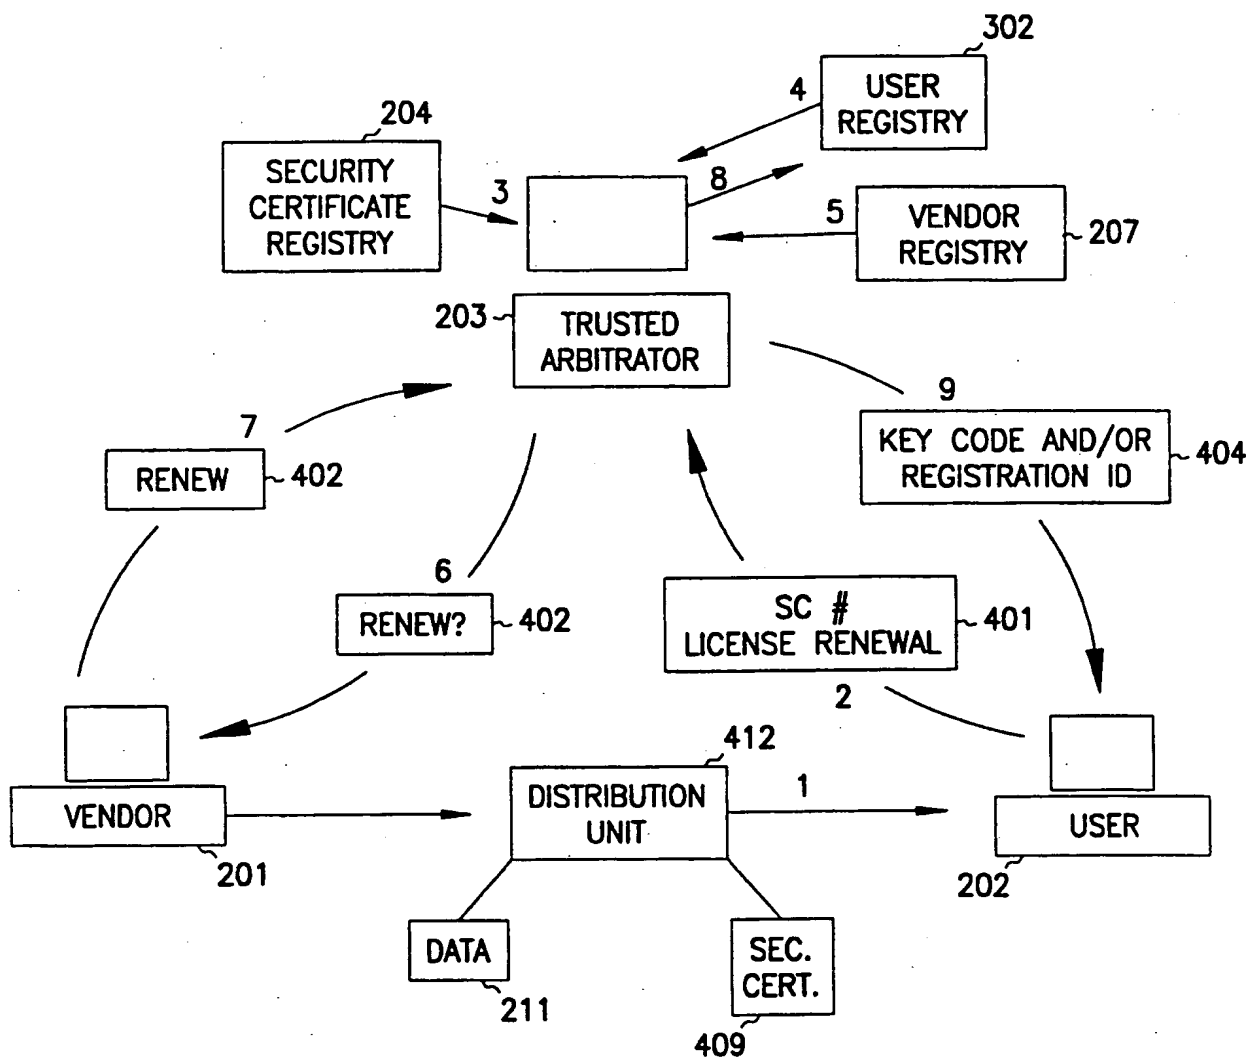 302
4
USER
REGISTRY
204
SECURITY
CERTIFICATE
REGISTRY
3
8
5
VENDOR
REGISTRY
207
203
TRUSTED
ARBITRATOR
9
KEY CODE AND/OR
REGISTRATION ID
404
7
RENEW
402
6
RENEW?
402
SC #
LICENSE RENEWAL
401
2
412
DISTRIBUTION
UNIT
1
VENDOR
201
USER
202
DATA
211
SEC.
CERT.
409